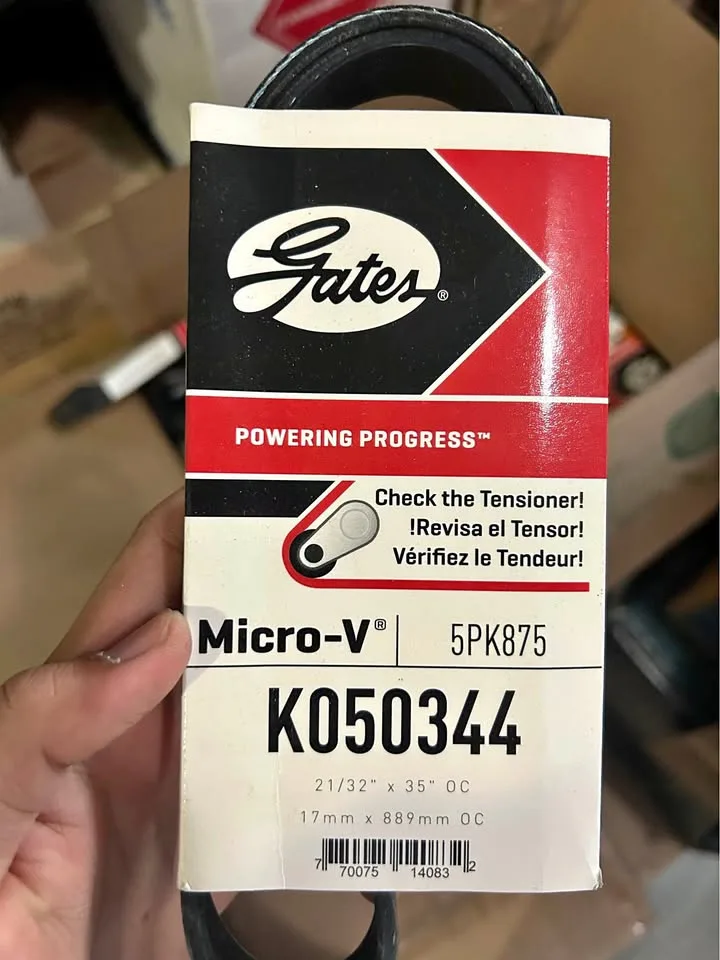 Gates®
POWERING PROGRESS™
Check the Tensioner!
!Revisa el Tensor!
Vérifiez le Tendeur!
Micro-V® 5PK875
K050344
21/32" x 35" OC
17mm x 889mm OC
7 70075 14083 2